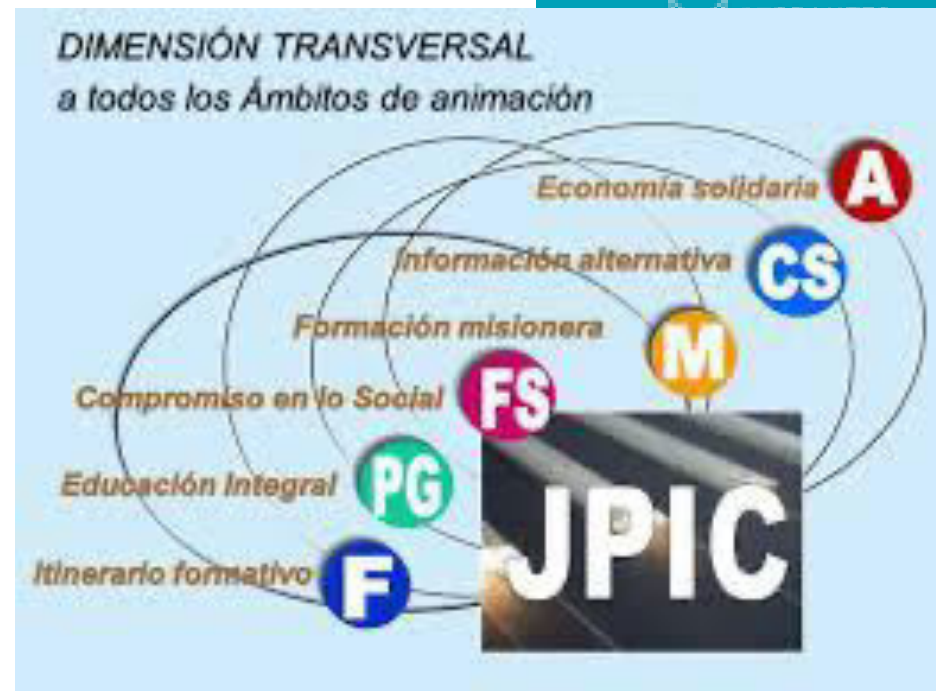 DIMENSIÓN TRANSVERSAL
a todos los Ámbitos de animación
Economía solidaria A
Información alternativa CS
Formación misionera M
Compromiso en lo Social FS
Educación Integral PG
Itinerario formativo F
JPIC